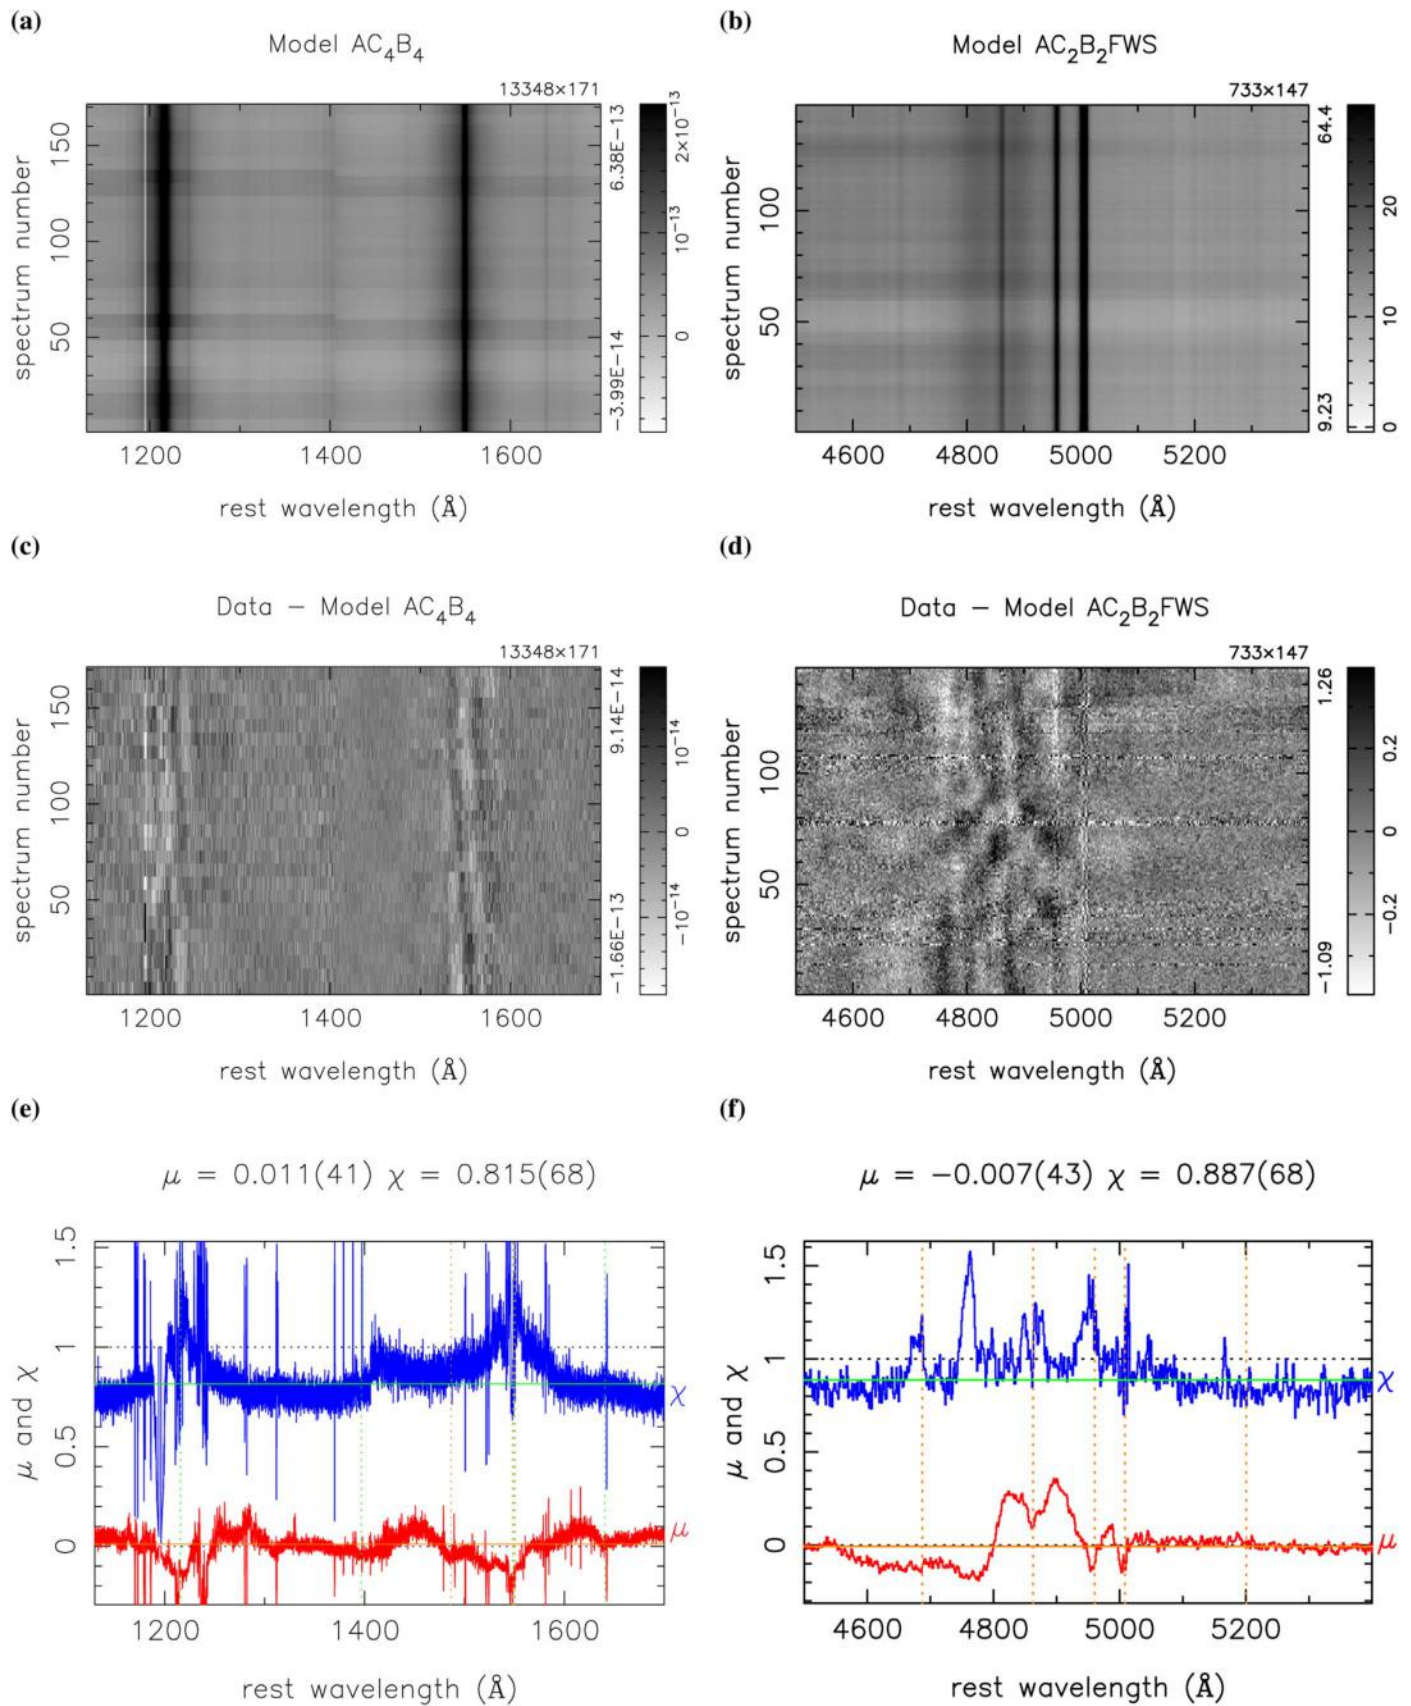 (a)
Model AC₄B₄
13348×171
spectrum number
50 100 150
1200 1400 1600
rest wavelength (Å)
−3.99E−14 6.38E−13
0 10⁻¹³ 2×10⁻¹³
(b)
Model AC₂B₂FWS
733×147
spectrum number
50 100
4600 4800 5000 5200
rest wavelength (Å)
9.23 64.4
0 10 20
(c)
Data − Model AC₄B₄
13348×171
spectrum number
50 100 150
1200 1400 1600
rest wavelength (Å)
−1.66E−13 9.14E−14
−10⁻¹⁴ 0 10⁻¹⁴
(d)
Data − Model AC₂B₂FWS
733×147
spectrum number
50 100
4600 4800 5000 5200
rest wavelength (Å)
−1.09 1.26
−0.2 0 0.2
(e)
μ = 0.011(41) χ = 0.815(68)
μ and χ
0 0.5 1 1.5
χ
μ
1200 1400 1600
rest wavelength (Å)
(f)
μ = −0.007(43) χ = 0.887(68)
μ and χ
0 0.5 1 1.5
χ
μ
4600 4800 5000 5200
rest wavelength (Å)